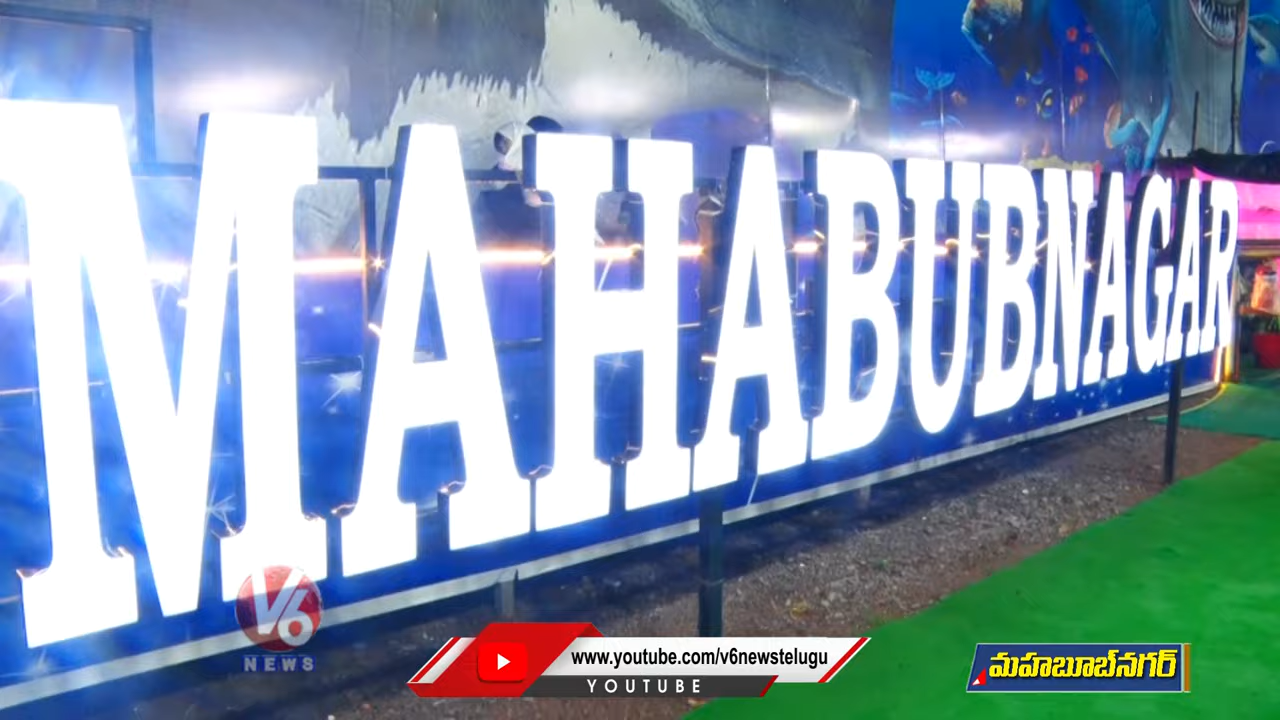 MAHABUBNAGAR
V6
NEWS
www.youtube.com/v6newstelugu
YOUTUBE
మహబూబ్‌నగర్